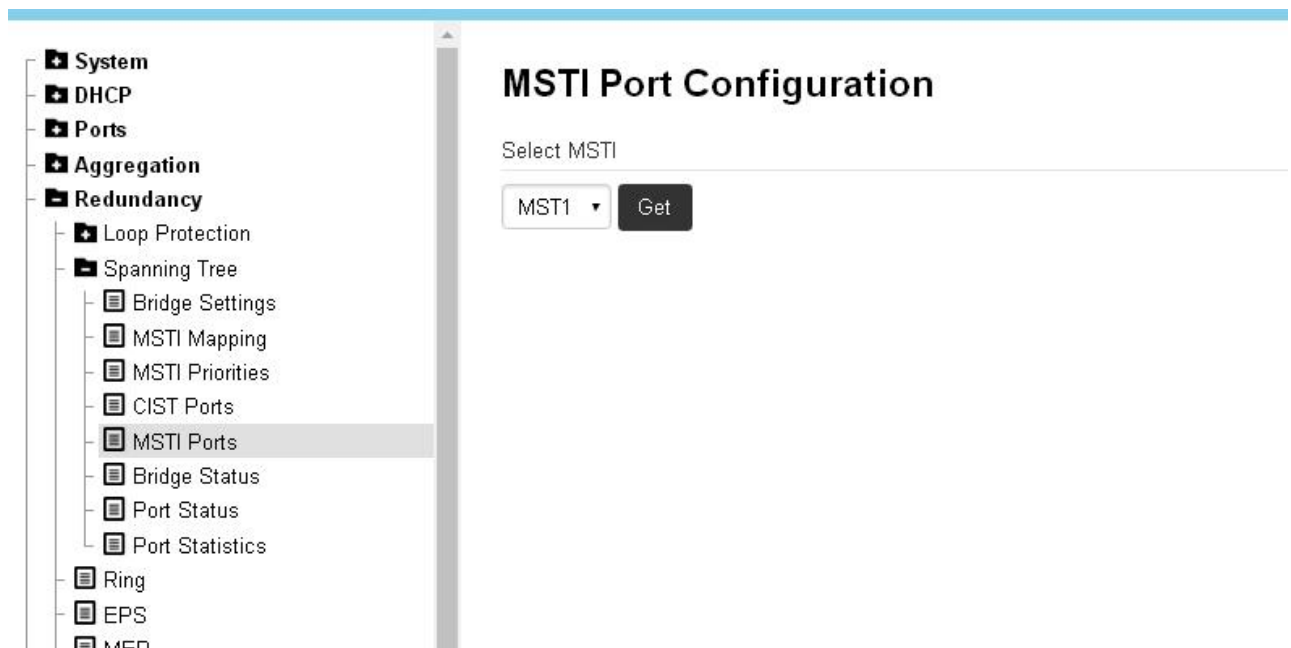 System
DHCP
Ports
Aggregation
Redundancy
Loop Protection
Spanning Tree
Bridge Settings
MSTI Mapping
MSTI Priorities
CIST Ports
MSTI Ports
Bridge Status
Port Status
Port Statistics
Ring
EPS
MEP
MSTI Port Configuration
Select MSTI
MST1
Get